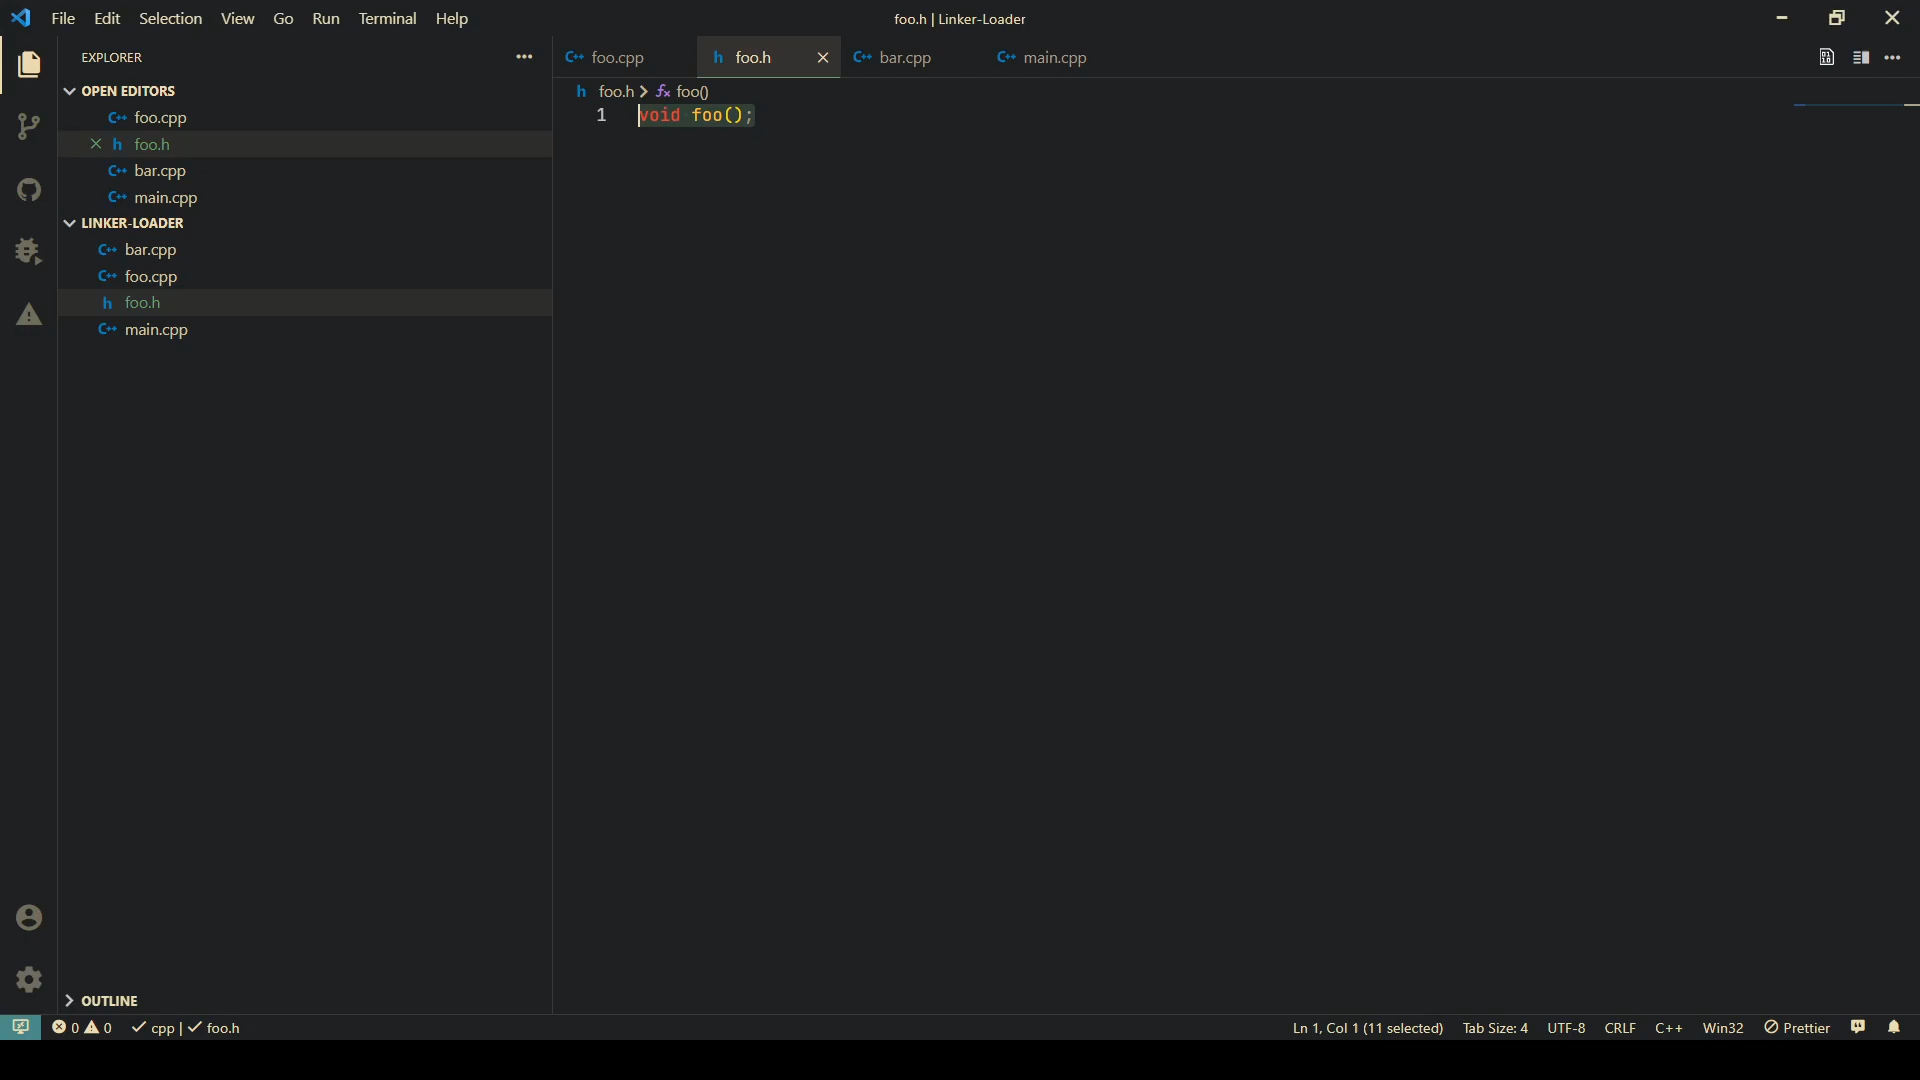 File Edit Selection View Go Run Terminal Help
foo.h | Linker-Loader
EXPLORER
OPEN EDITORS
C++ foo.cpp
h foo.h
C++ bar.cpp
C++ main.cpp
LINKER-LOADER
C++ bar.cpp
C++ foo.cpp
h foo.h
C++ main.cpp
OUTLINE
C++ foo.cpp
h foo.h
C++ bar.cpp
C++ main.cpp
h foo.h > fx foo()
1 void foo();
0 0 cpp | foo.h
Ln 1, Col 1 (11 selected) Tab Size: 4 UTF-8 CRLF C++ Win32 Prettier